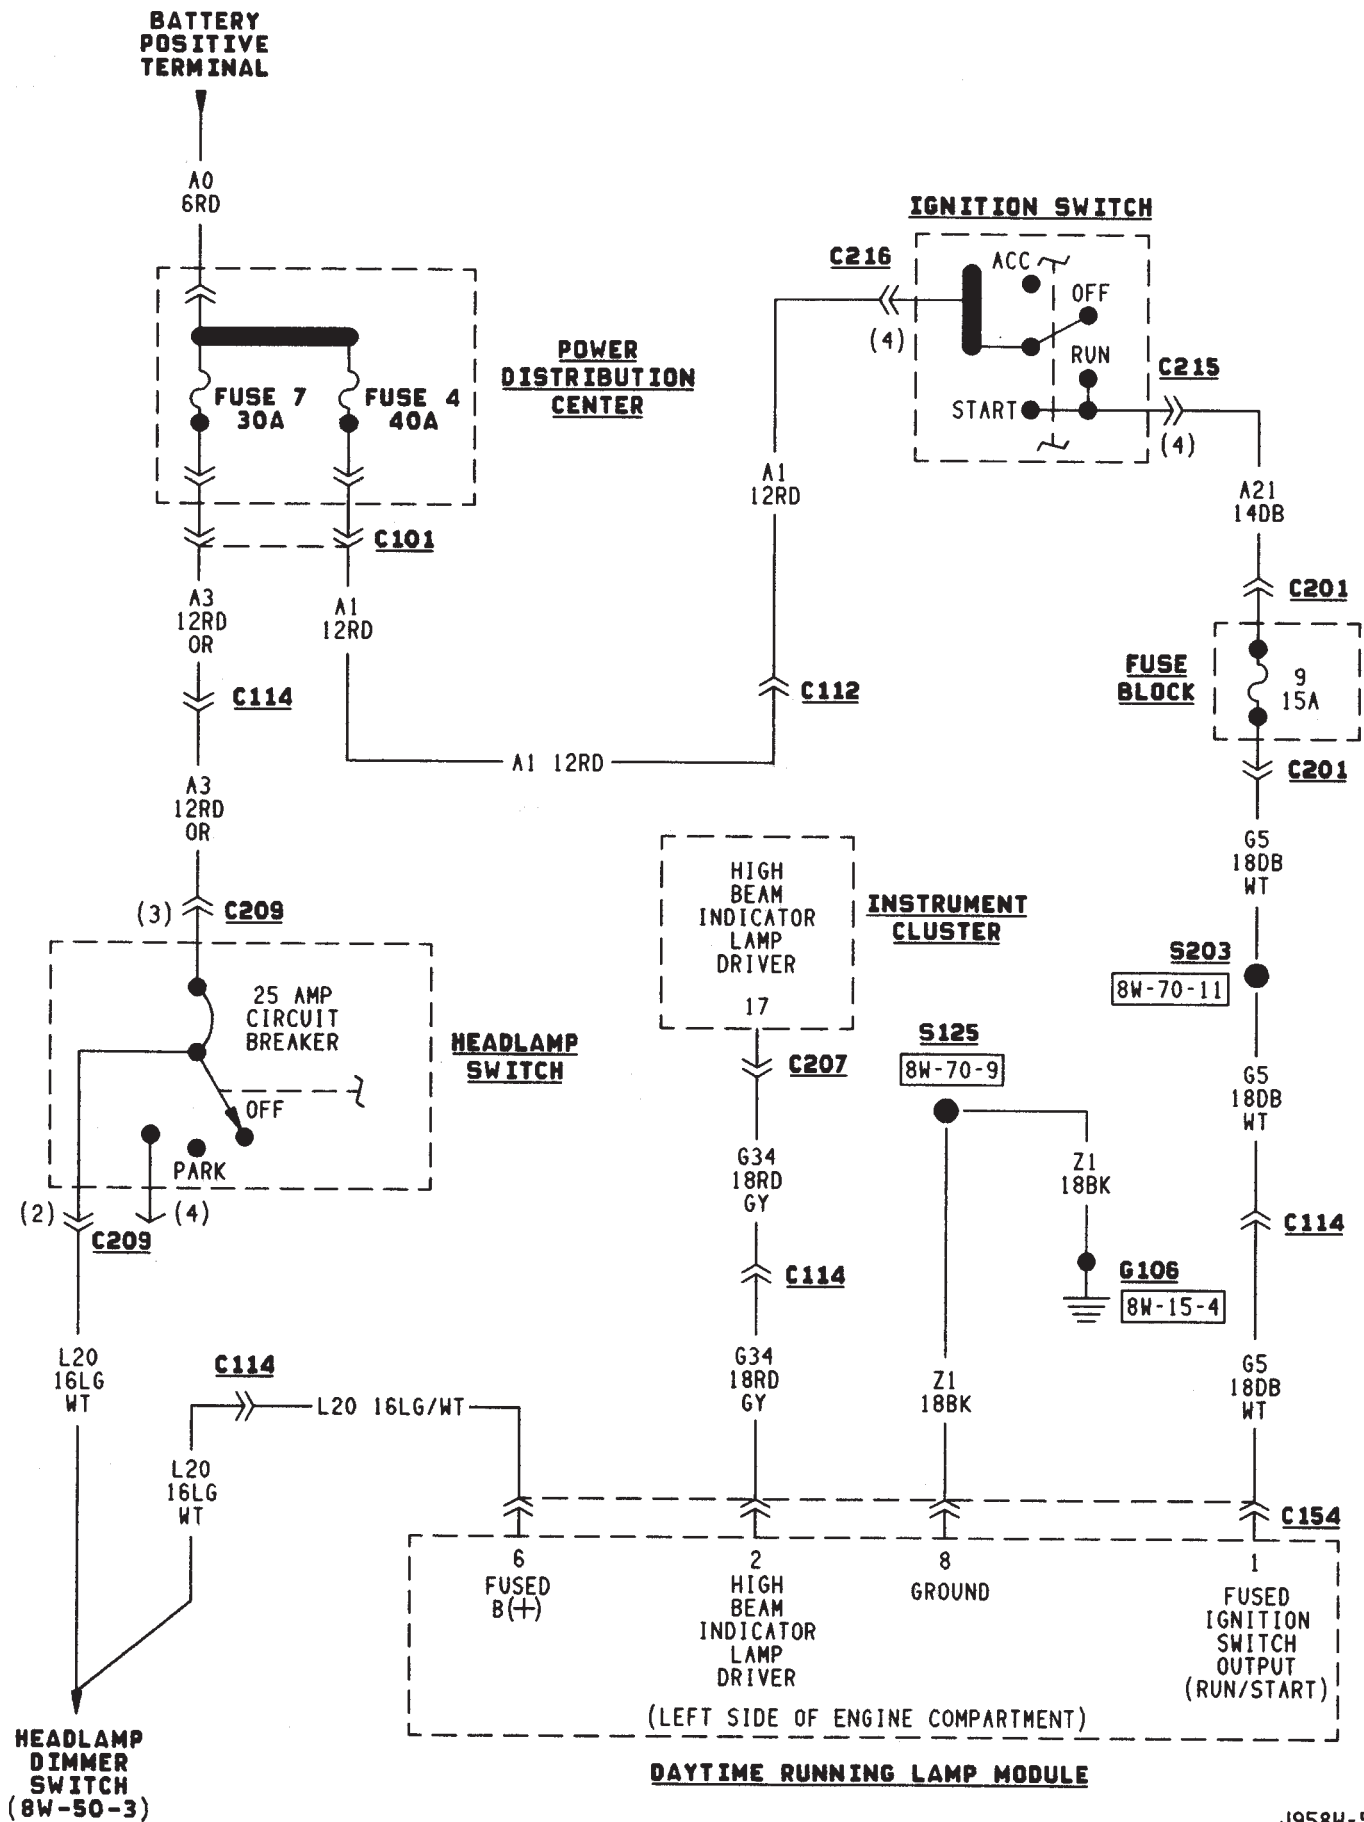 BATTERY
POSITIVE
TERMINAL
A0
6RD
IGNITION SWITCH
C216
ACC
OFF
(4)
RUN
C215
START
(4)
POWER
DISTRIBUTION
CENTER
FUSE 7
30A
FUSE 4
40A
A1
12RD
A21
14DB
C101
A3
12RD
OR
A1
12RD
C201
FUSE
BLOCK
9
15A
C114
C112
A1 12RD
C201
A3
12RD
OR
G5
18DB
WT
HIGH
BEAM
INDICATOR
LAMP
DRIVER
17
INSTRUMENT
CLUSTER
(3)
C209
S203
8W-70-11
25 AMP
CIRCUIT
BREAKER
HEADLAMP
SWITCH
S125
8W-70-9
C207
OFF
G5
18DB
WT
PARK
G34
18RD
GY
Z1
18BK
(2)
(4)
C209
C114
C114
G106
8W-15-4
L20
16LG
WT
C114
L20 16LG/WT
G34
18RD
GY
Z1
18BK
G5
18DB
WT
L20
16LG
WT
C154
6
FUSED
B(+)
2
HIGH
BEAM
INDICATOR
LAMP
DRIVER
8
GROUND
1
FUSED
IGNITION
SWITCH
OUTPUT
(RUN/START)
(LEFT SIDE OF ENGINE COMPARTMENT)
HEADLAMP
DIMMER
SWITCH
(8W-50-3)
DAYTIME RUNNING LAMP MODULE